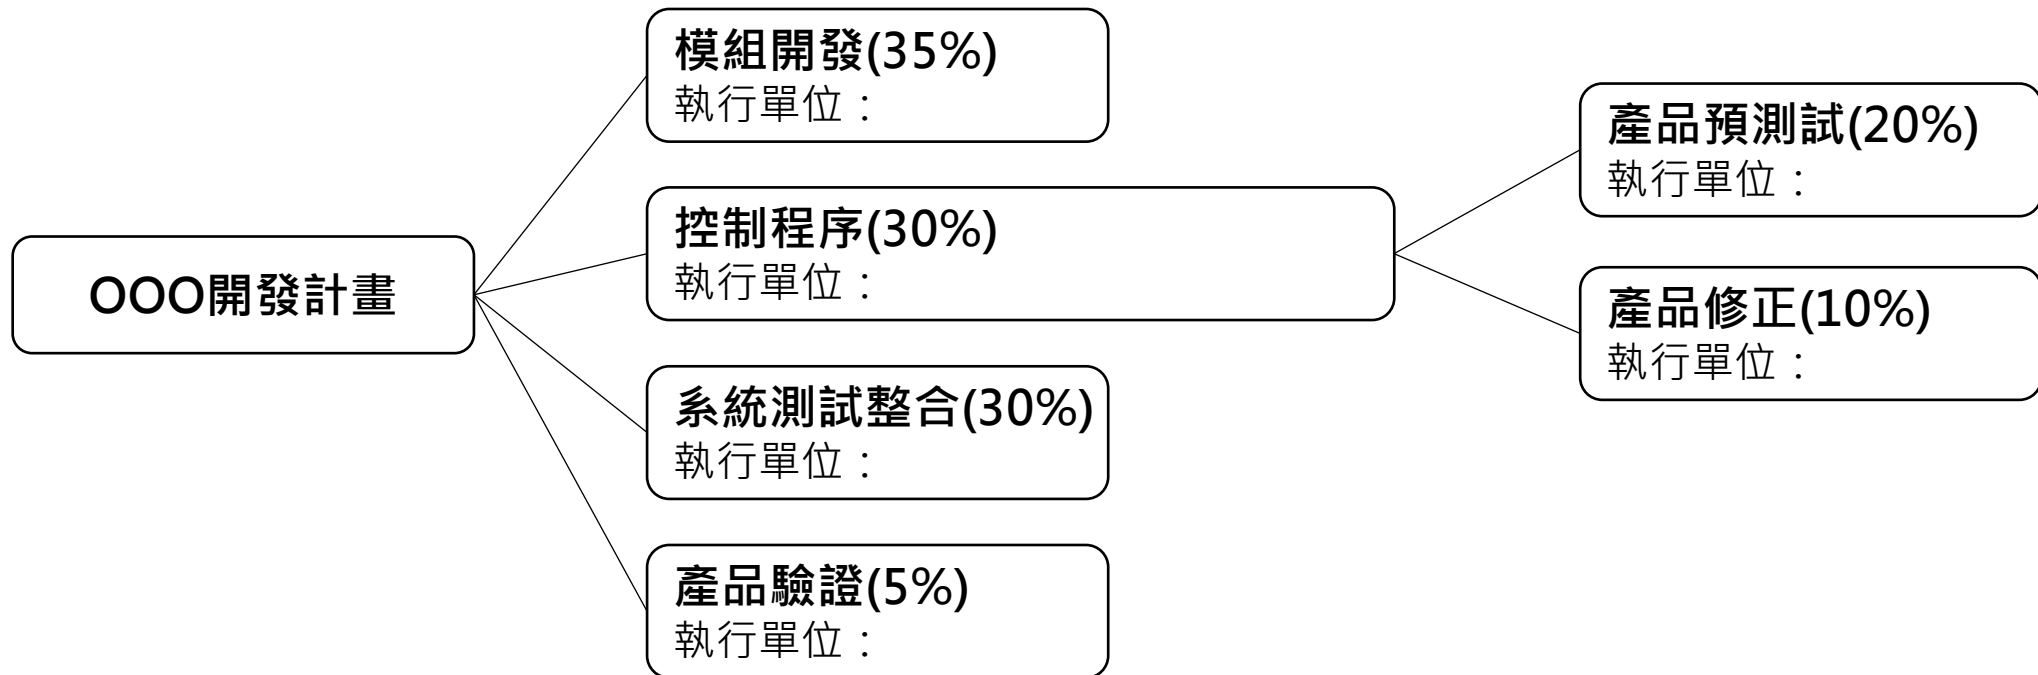 OOO開發計畫
模組開發(35%)
執行單位：
控制程序(30%)
執行單位：
系統測試整合(30%)
執行單位：
產品驗證(5%)
執行單位：
產品預測試(20%)
執行單位：
產品修正(10%)
執行單位：